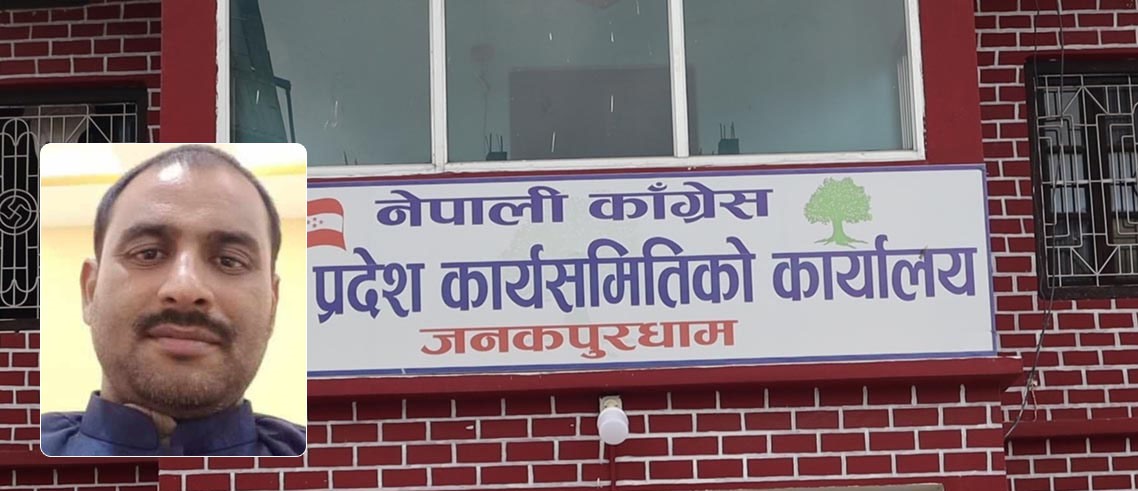 नेपाली काँग्रेस
प्रदेश कार्यसमितिको कार्यालय
जनकपुरधाम